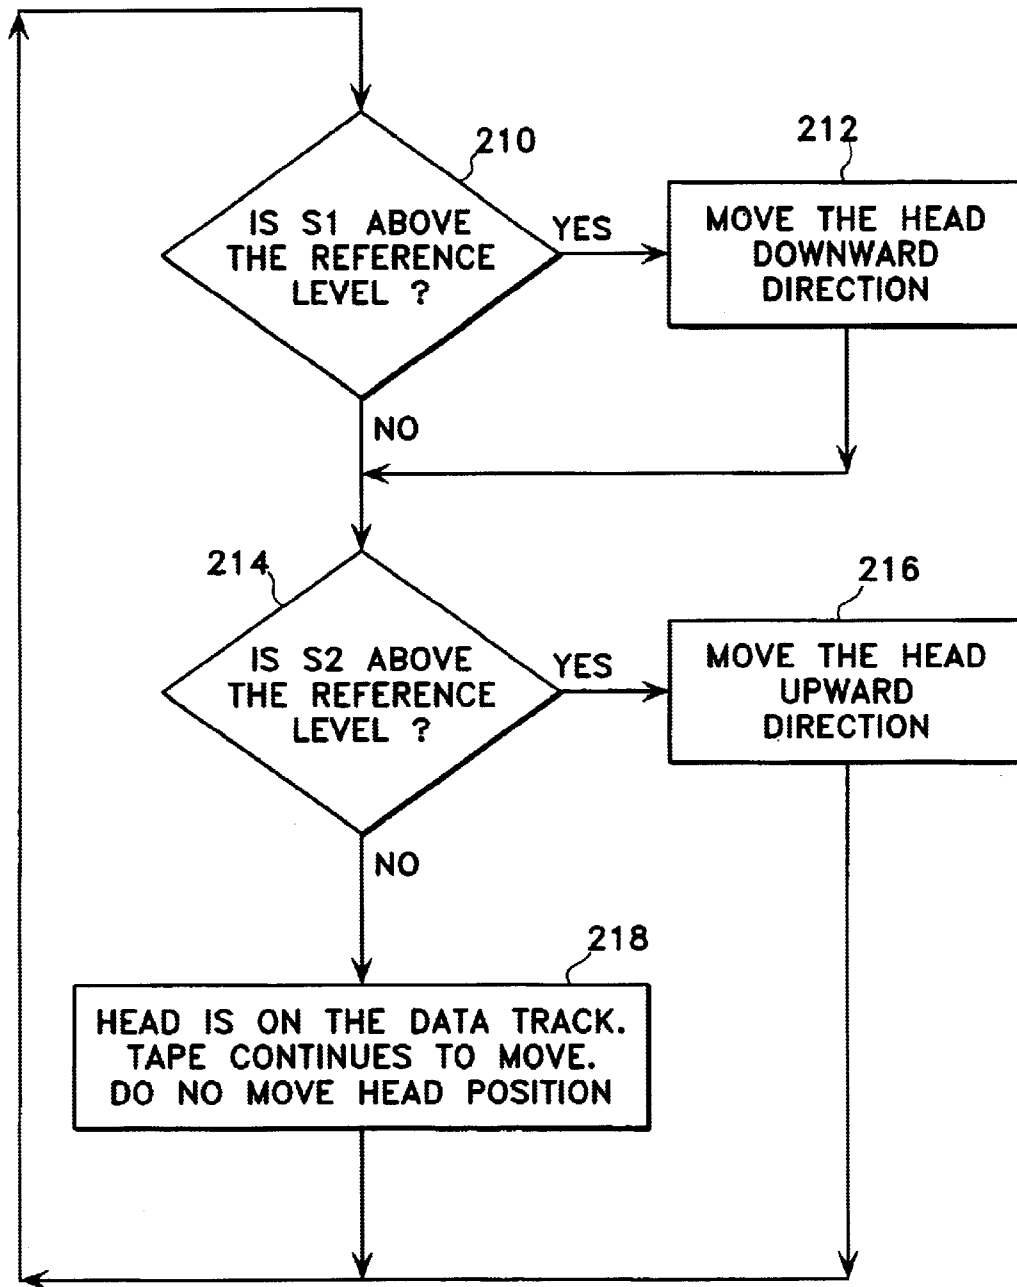 210
IS S1 ABOVE
THE REFERENCE
LEVEL ?
YES
212
MOVE THE HEAD
DOWNWARD
DIRECTION
NO
214
IS S2 ABOVE
THE REFERENCE
LEVEL ?
YES
216
MOVE THE HEAD
UPWARD
DIRECTION
NO
218
HEAD IS ON THE DATA TRACK.
TAPE CONTINUES TO MOVE.
DO NO MOVE HEAD POSITION